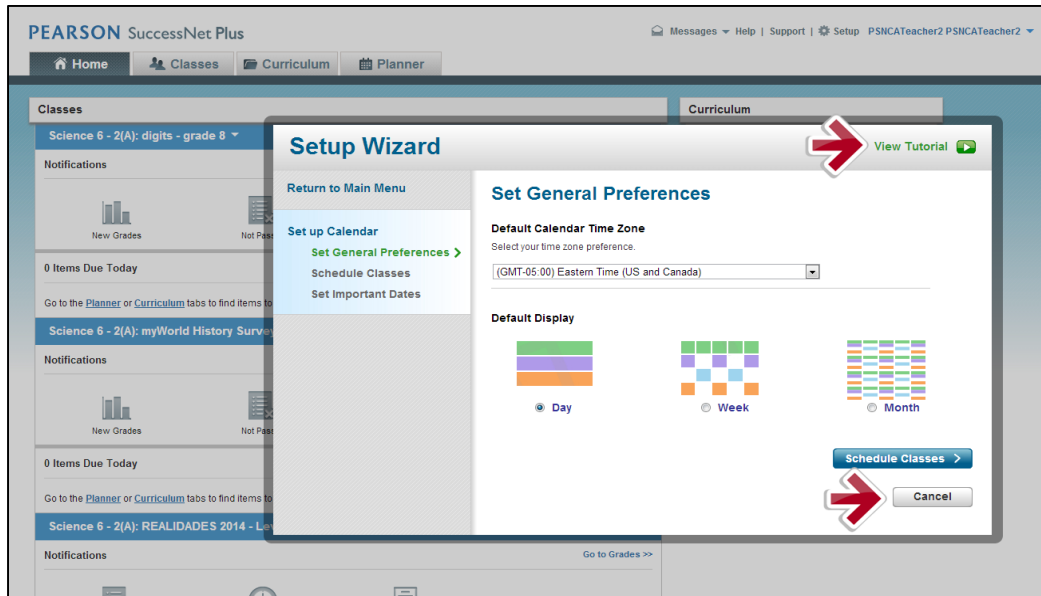 PEARSON SuccessNet Plus
Messages Help | Support | Setup PSNCATeacher2 PSNCATeacher2
Home Classes Curriculum Planner
Classes
Curriculum
Science 6 - 2(A): digits - grade 8
Notifications
New Grades
Not Pass
0 Items Due Today
Go to the Planner or Curriculum tabs to find items to
Science 6 - 2(A): myWorld History Survey
Notifications
New Grades
Not Pass
0 Items Due Today
Go to the Planner or Curriculum tabs to find items to
Science 6 - 2(A): REALIDADES 2014 - Lev
Notifications
Go to Grades >>
Setup Wizard
View Tutorial
Return to Main Menu
Set up Calendar
Set General Preferences >
Schedule Classes
Set Important Dates
Set General Preferences
Default Calendar Time Zone
Select your time zone preference.
(GMT-05:00) Eastern Time (US and Canada)
Default Display
Day
Week
Month
Schedule Classes >
Cancel